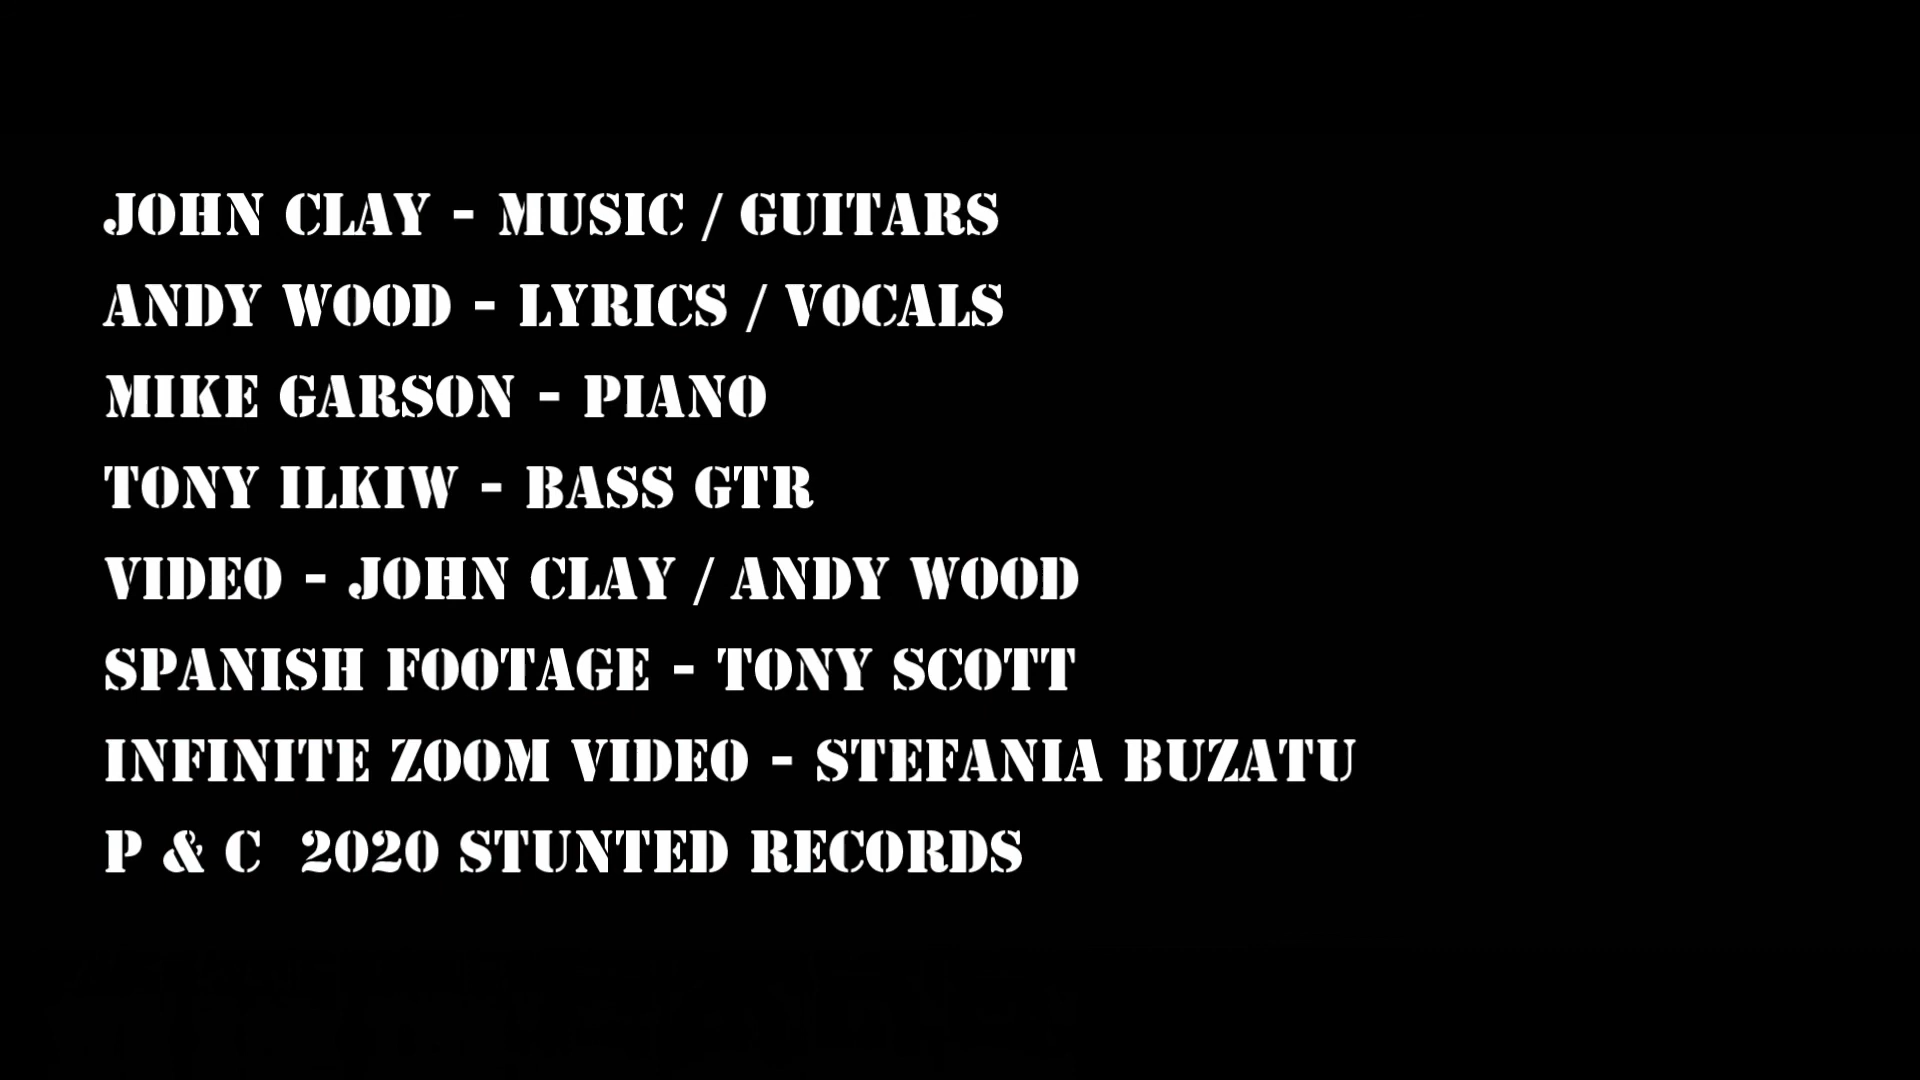 JOHN CLAY - MUSIC / GUITARS
ANDY WOOD - LYRICS / VOCALS
MIKE GARSON - PIANO
TONY ILKIW - BASS GTR
VIDEO - JOHN CLAY / ANDY WOOD
SPANISH FOOTAGE - TONY SCOTT
INFINITE ZOOM VIDEO - STEFANIA BUZATU
P & C  2020 STUNTED RECORDS